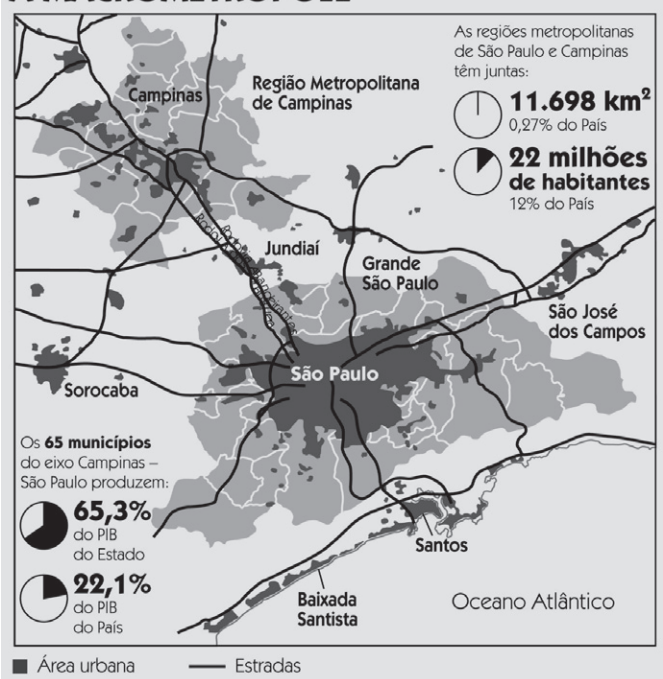 As regiões metropolitanas
de São Paulo e Campinas
têm juntas:
11.698 km²
0,27% do País
22 milhões
de habitantes
12% do País
Região Metropolitana
de Campinas
Campinas
Jundiaí
Grande
São Paulo
São José
dos Campos
São Paulo
Sorocaba
Os 65 municípios
do eixo Campinas –
São Paulo produzem:
65,3%
do PIB
do Estado
22,1%
do PIB
do País
Santos
Baixada
Santista
Oceano Atlântico
Área urbana
Estradas